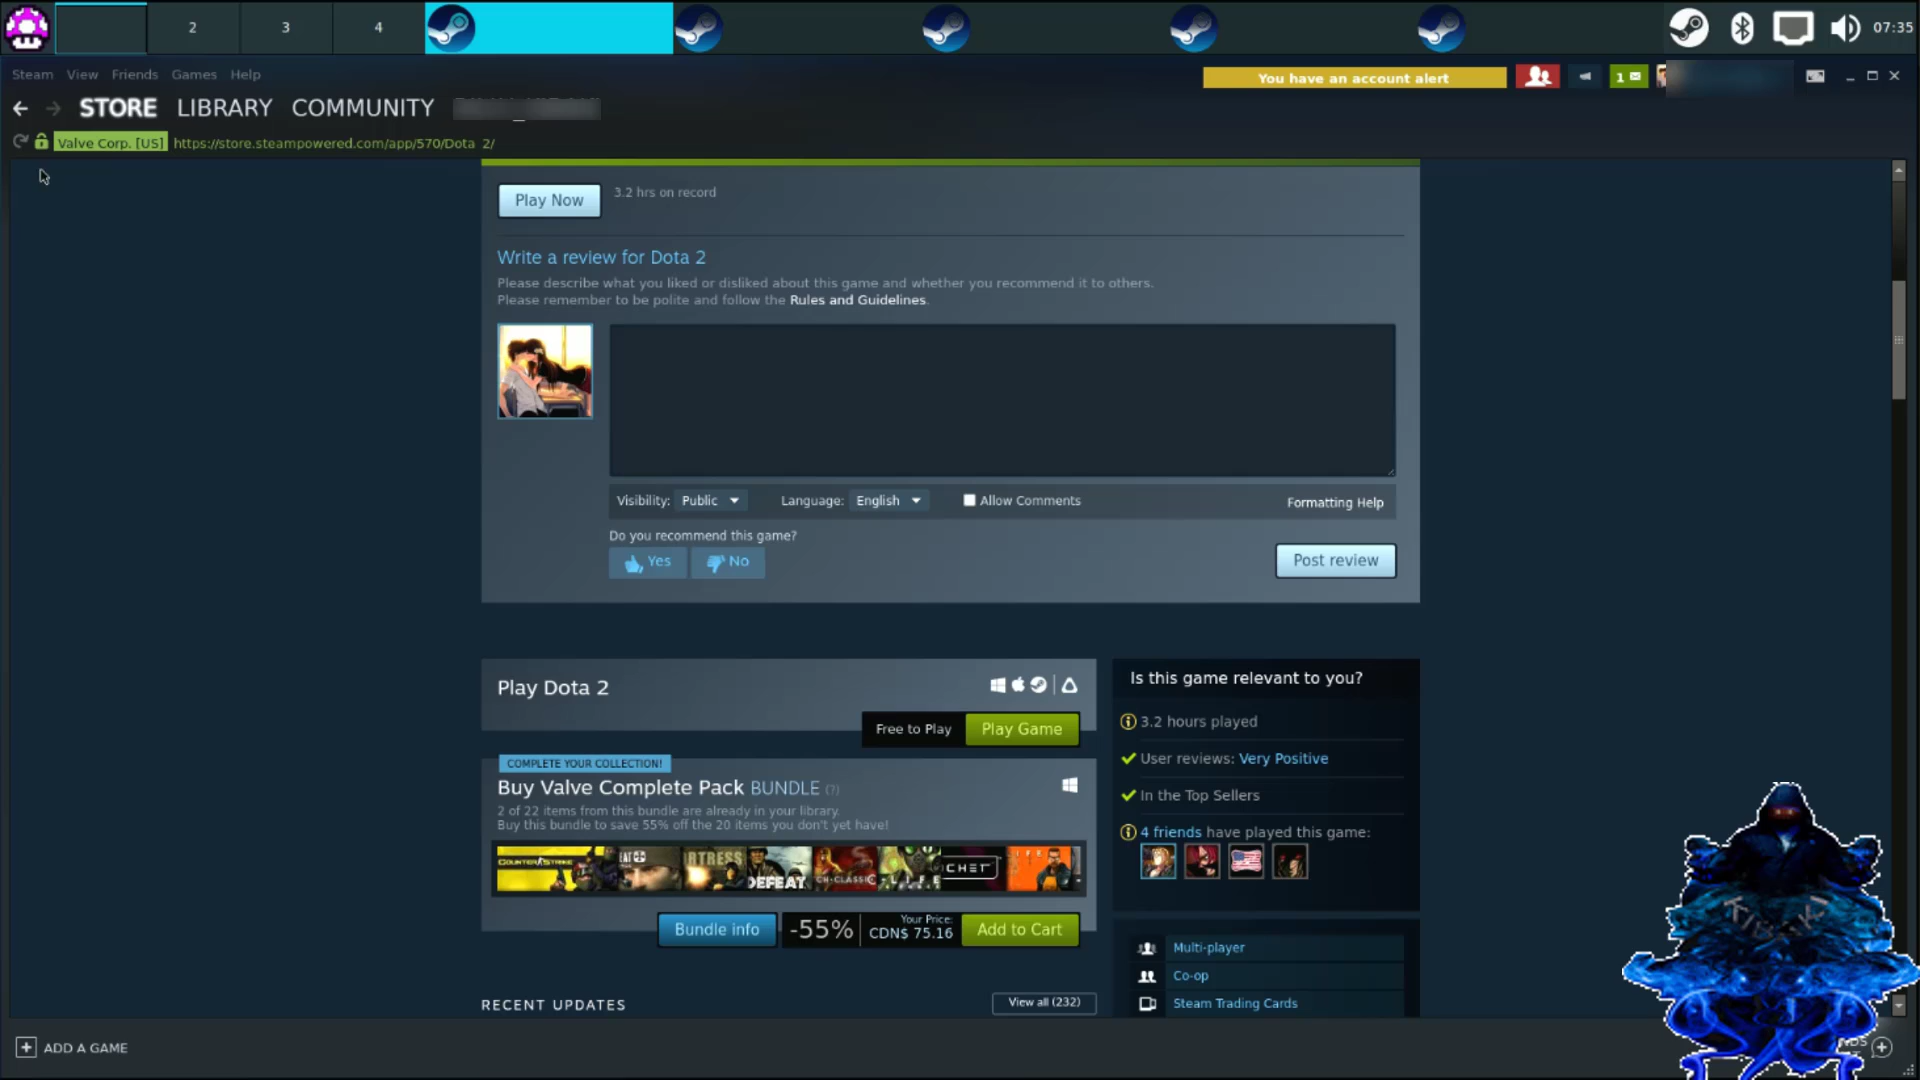 2
3
4
07:35
Steam View Friends Games Help
You have an account alert
1
STORE LIBRARY COMMUNITY
Valve Corp. [US] https://store.steampowered.com/app/570/Dota_2/
Play Now
3.2 hrs on record
Write a review for Dota 2
Please describe what you liked or disliked about this game and whether you recommend it to others.
Please remember to be polite and follow the Rules and Guidelines.
Visibility: Public
Language: English
Allow Comments
Formatting Help
Do you recommend this game?
Yes
No
Post review
Play Dota 2
Free to Play
Play Game
COMPLETE YOUR COLLECTION!
Buy Valve Complete Pack BUNDLE (?)
2 of 22 items from this bundle are already in your library.
Buy this bundle to save 55% off the 20 items you don't yet have!
COUNTER STRIKE
DEFEAT
Bundle info
-55%
Your Price:
CDN$ 75.16
Add to Cart
RECENT UPDATES
View all (232)
Is this game relevant to you?
3.2 hours played
User reviews: Very Positive
In the Top Sellers
4 friends have played this game:
Multi-player
Co-op
Steam Trading Cards
ADD A GAME